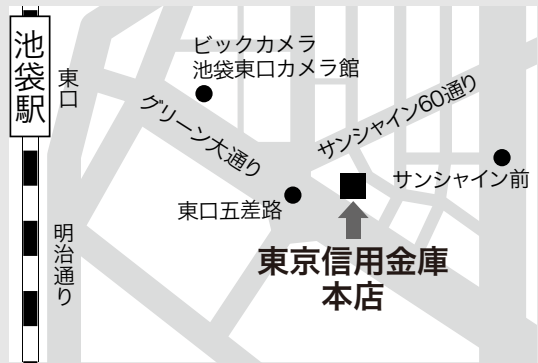 池袋駅
東口
ビックカメラ
池袋東口カメラ館
グリーン大通り
サンシャイン60通り
サンシャイン前
東口五差路
明治通り
東京信用金庫
本店